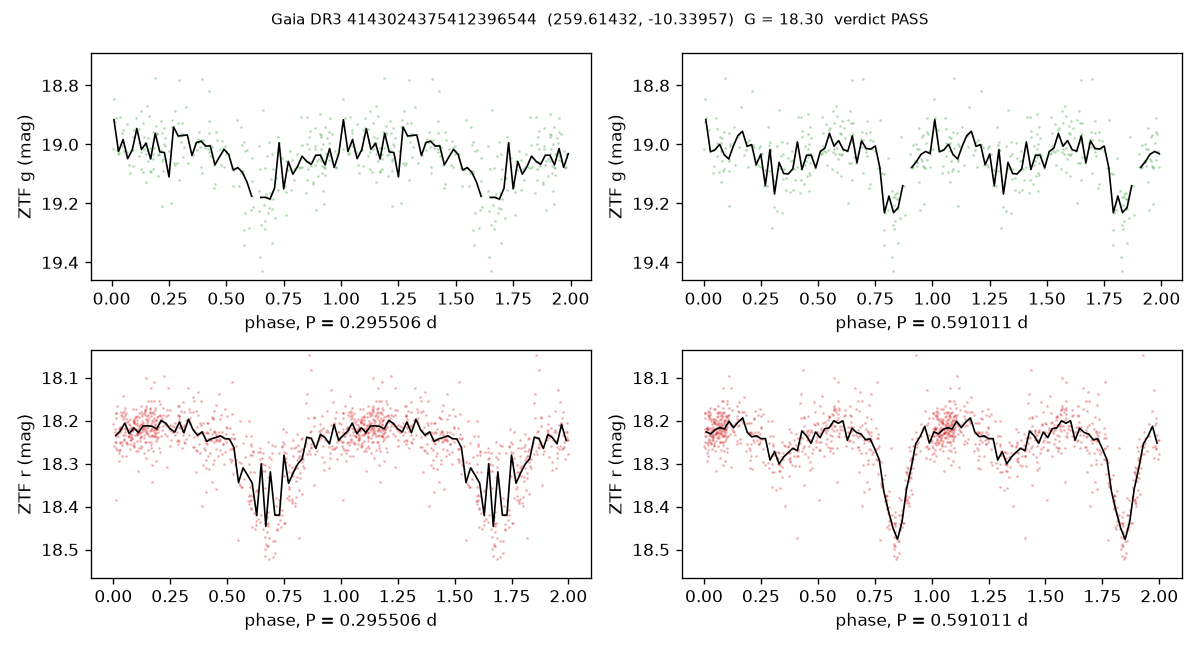 Gaia DR3 4143024375412396544 (259.61432, -10.33957) G = 18.30 verdict PASS
ZTF g (mag)
18.8
19.0
19.2
19.4
0.00 0.25 0.50 0.75 1.00 1.25 1.50 1.75 2.00
phase, P = 0.295506 d
ZTF g (mag)
18.8
19.0
19.2
19.4
0.00 0.25 0.50 0.75 1.00 1.25 1.50 1.75 2.00
phase, P = 0.591011 d
ZTF r (mag)
18.1
18.2
18.3
18.4
18.5
0.00 0.25 0.50 0.75 1.00 1.25 1.50 1.75 2.00
phase, P = 0.295506 d
ZTF r (mag)
18.1
18.2
18.3
18.4
18.5
0.00 0.25 0.50 0.75 1.00 1.25 1.50 1.75 2.00
phase, P = 0.591011 d